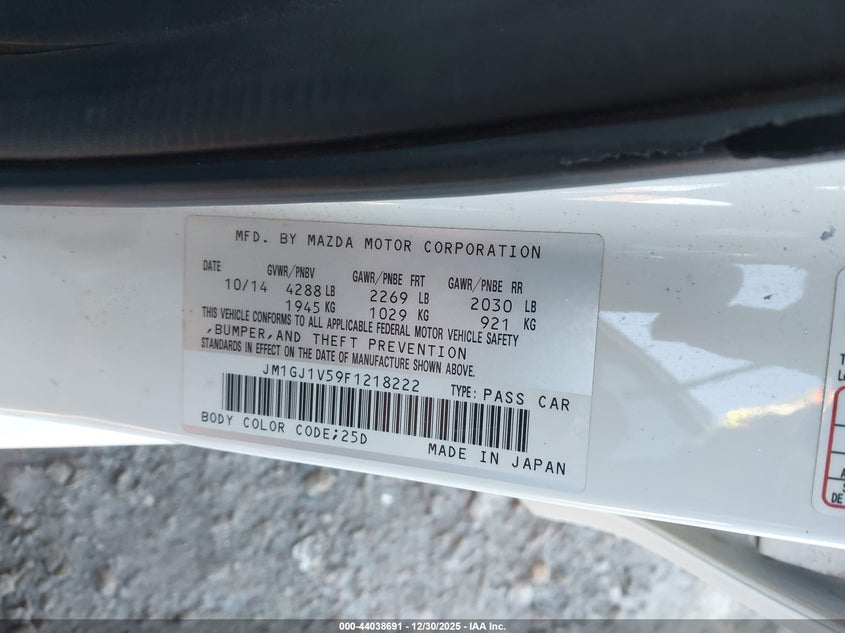 MFD. BY MAZDA MOTOR CORPORATION
DATE GVWR/PNBV GAWR/PNBE FRT GAWR/PNBE RR
10/14 4288 LB 2269 LB 2030 LB
1945 KG 1029 KG 921 KG
THIS VEHICLE CONFORMS TO ALL APPLICABLE FEDERAL MOTOR VEHICLE SAFETY
,BUMPER,AND THEFT PREVENTION
STANDARDS IN EFFECT ON THE DATE OF MANUFACTURE SHOWN ABOVE.
JM1GJ1V59F1218222 TYPE: PASS CAR
BODY COLOR CODE;25D
MADE IN JAPAN
DE
000-44038691 - 12/30/2025 - IAA Inc.